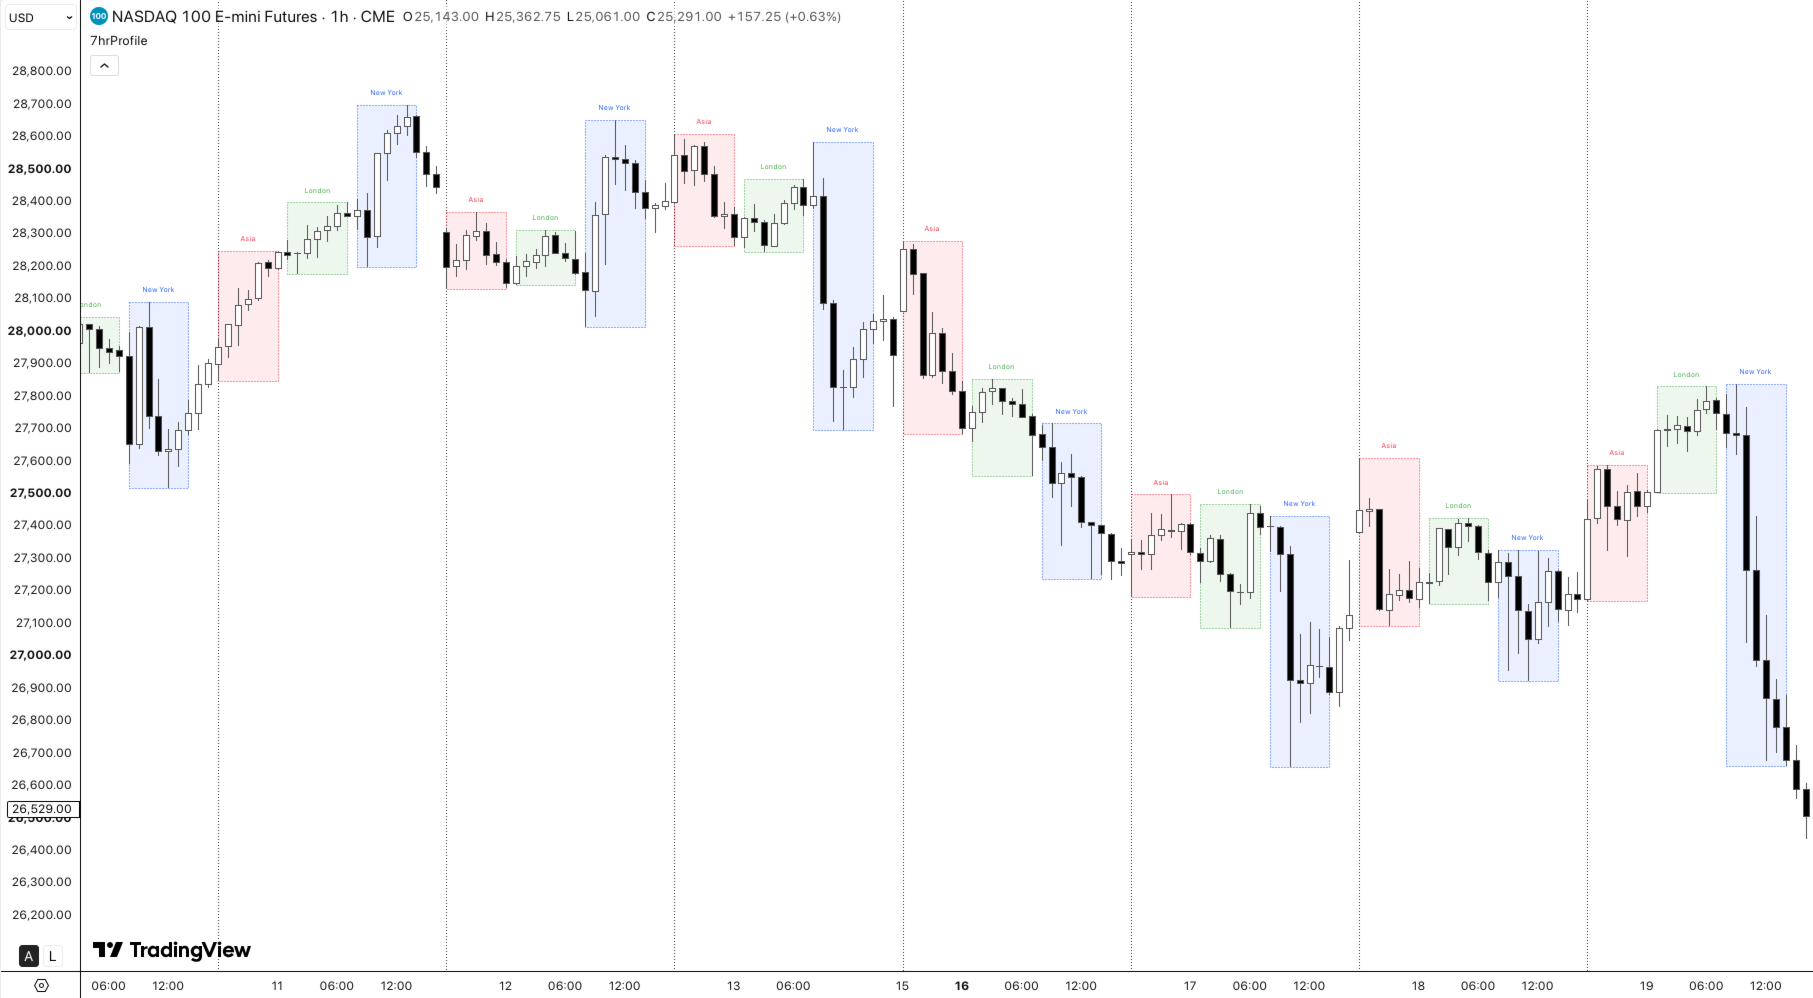 USD
NASDAQ 100 E-mini Futures · 1h · CME O25,143.00 H25,362.75 L25,061.00 C25,291.00 +157.25 (+0.63%)
100
7hrProfile
28,800.00
28,700.00
28,600.00
28,500.00
28,400.00
28,300.00
28,200.00
28,100.00
28,000.00
27,900.00
27,800.00
27,700.00
27,600.00
27,500.00
27,400.00
27,300.00
27,200.00
27,100.00
27,000.00
26,900.00
26,800.00
26,700.00
26,600.00
26,529.00
26,500.00
26,400.00
26,300.00
26,200.00
ondon
New York
Asia
London
New York
Asia
London
New York
Asia
London
New York
Asia
London
New York
Asia
London
New York
Asia
London
New York
Asia
London
New York
TradingView
A L
06:00 12:00 11 06:00 12:00 12 06:00 12:00 13 06:00 15 16 06:00 12:00 17 06:00 12:00 18 06:00 12:00 19 06:00 12:00